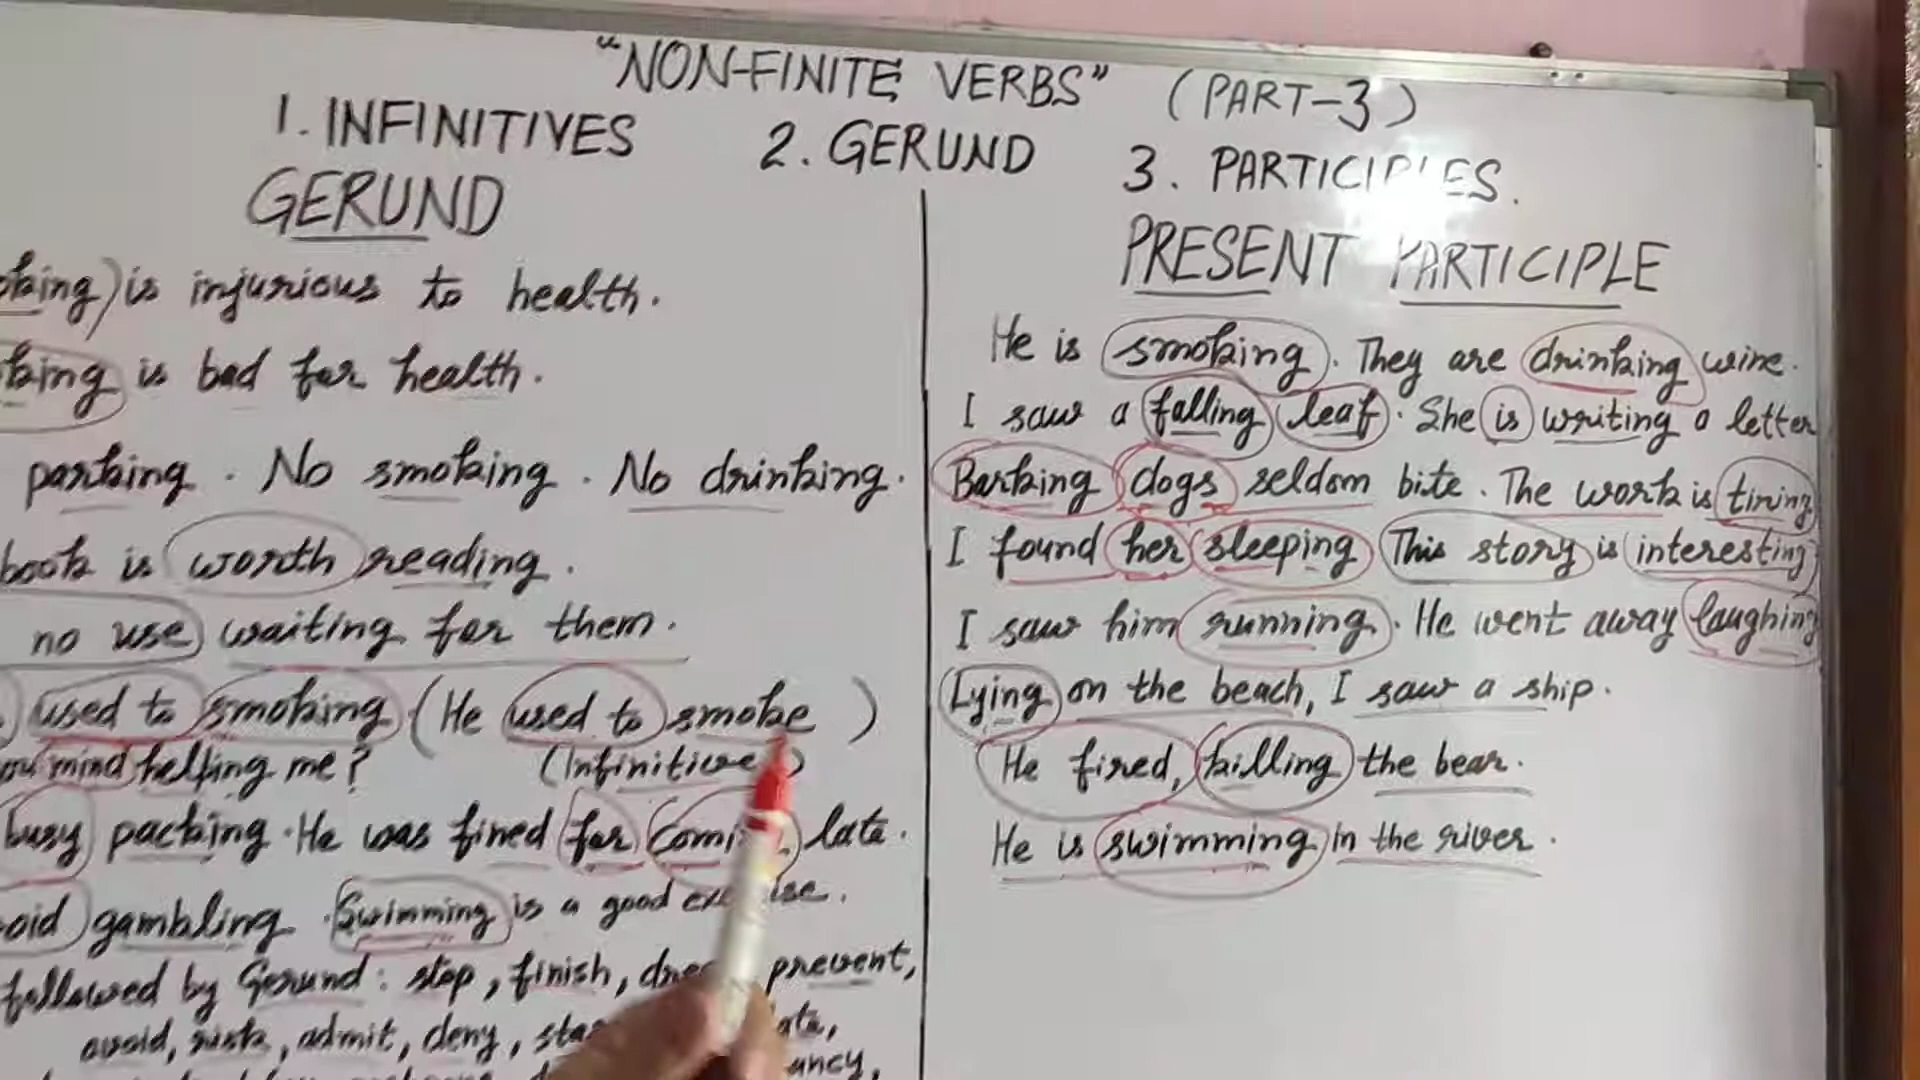 "NON-FINITE VERBS" (PART-3)
1. INFINITIVES 2. GERUND 3. PARTICIPLES.
GERUND
is injurious to health.
is bad for health.
parking. No smoking. No drinking.
book is worth reading.
no use waiting for them.
used to smoking (He used to smoke)
mind helping me? (Infinitive)
busy packing. He was fined for late.
gambling. Swimming is a good
followed by Gerund: stop, finish, prevent,
avoid, risk, admit, deny,
PRESENT PARTICIPLE
He is smoking. They are drinking wine.
I saw a falling leaf. She is writing a letter
Barking dogs seldom bite. The work is tiring
I found her sleeping. This story is interesting
I saw him running. He went away laughing
Lying on the beach, I saw a ship.
He fired, killing the bear.
He is swimming in the river.